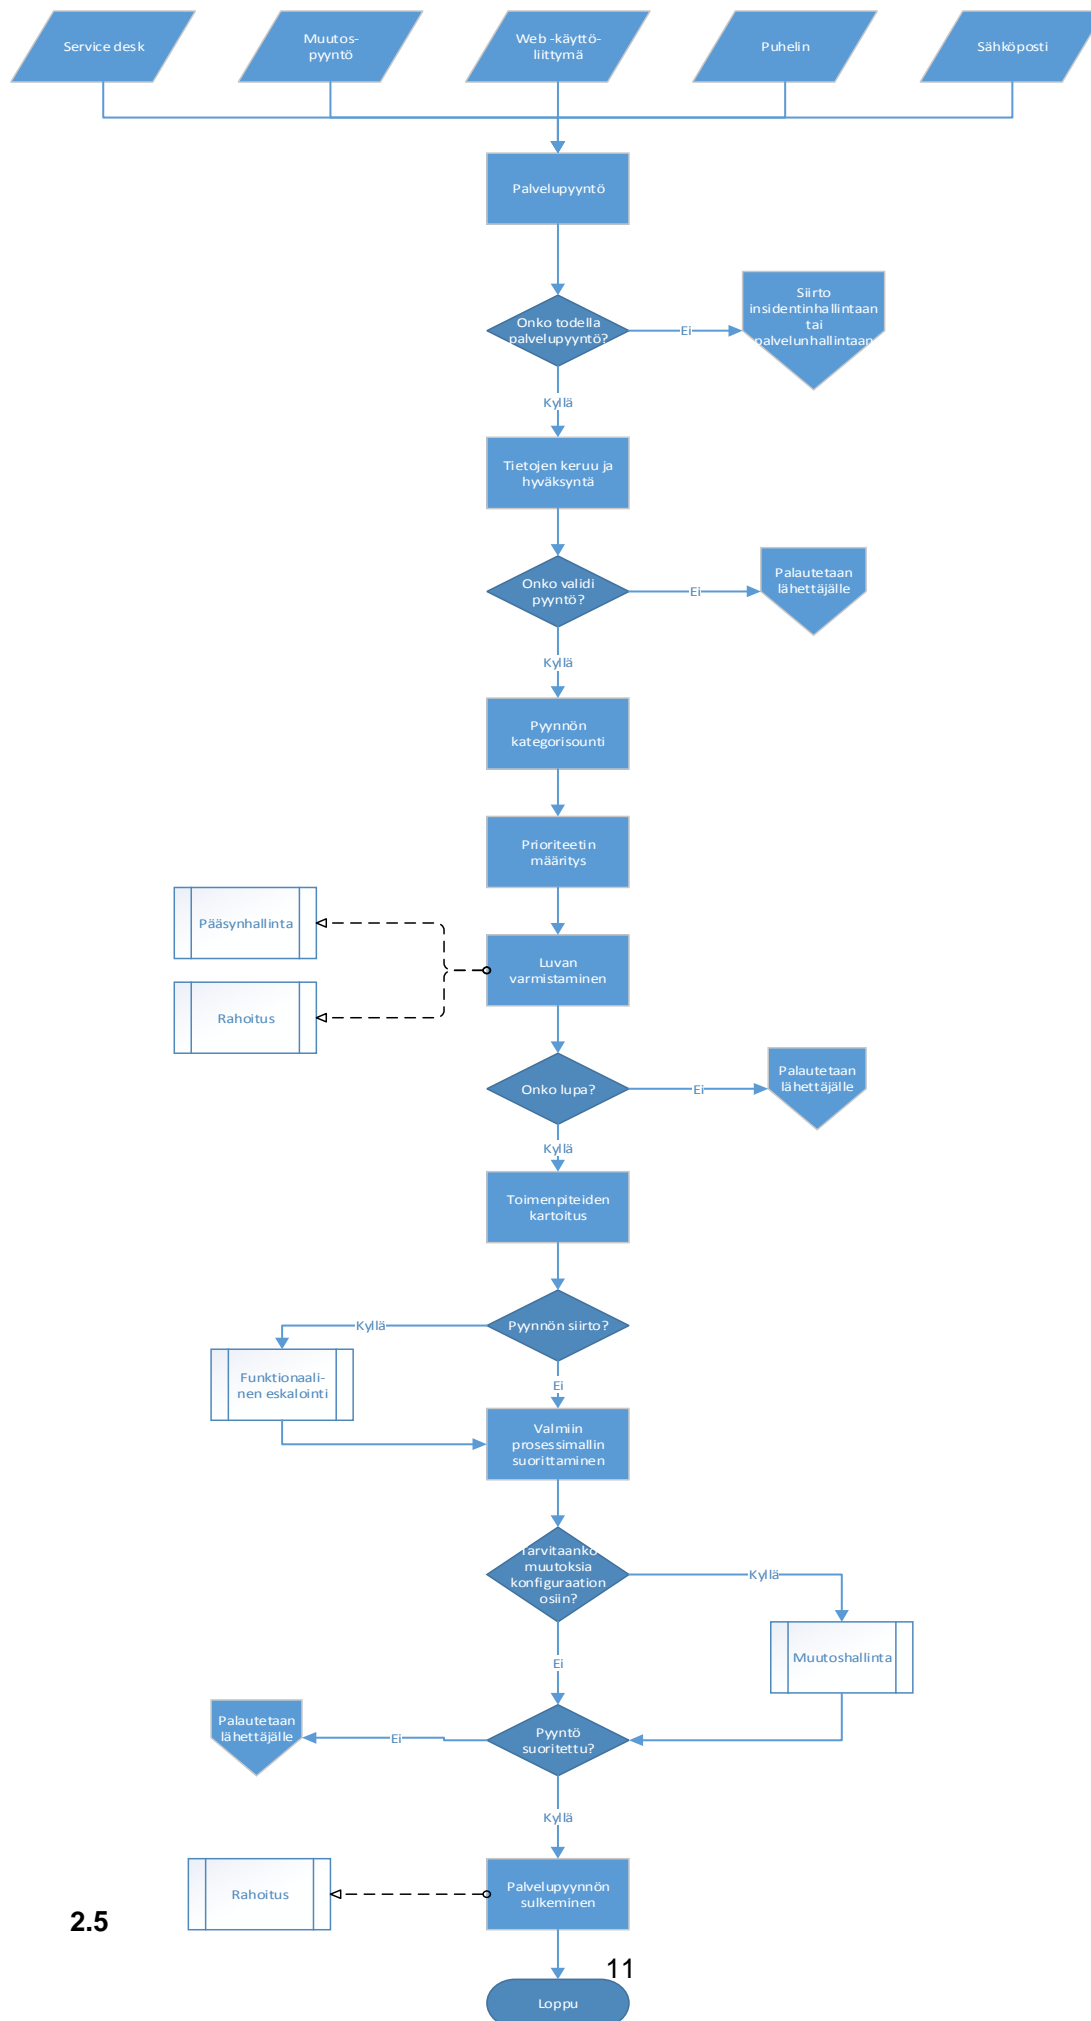 Service desk
Muutos-
pyyntö
Web -käyttö-
liittymä
Puhelin
Sähköposti
Palvelupyyntö
Onko todella
palvelupyyntö?
Ei
Siirto
insidentinhallintaan
tai
palvelunhallintaan
Kyllä
Tietojen keruu ja
hyväksyntä
Onko validi
pyyntö?
Ei
Palautetaan
lähettäjälle
Kyllä
Pyynnön
kategrisounti
Prioriteetin
määritys
Pääsynhallinta
Luvan
varmistaminen
Rahoitus
Onko lupa?
Ei
Palautetaan
lähettäjälle
Kyllä
Toimenpiteiden
kartoitus
Pyynnön siirto?
Kyllä
Funktionaali-
nen eskalointi
Ei
Valmiin
prosessimallin
suorittaminen
Tarvitaanko
muutoksia
konfiguraation
osiin?
Kyllä
Muutoshallinta
Ei
Pyyntö
suoritettu?
Ei
Palautetaan
lähettäjälle
Kyllä
Palvelupyynnön
sulkeminen
Rahoitus
2.5
11
Loppu